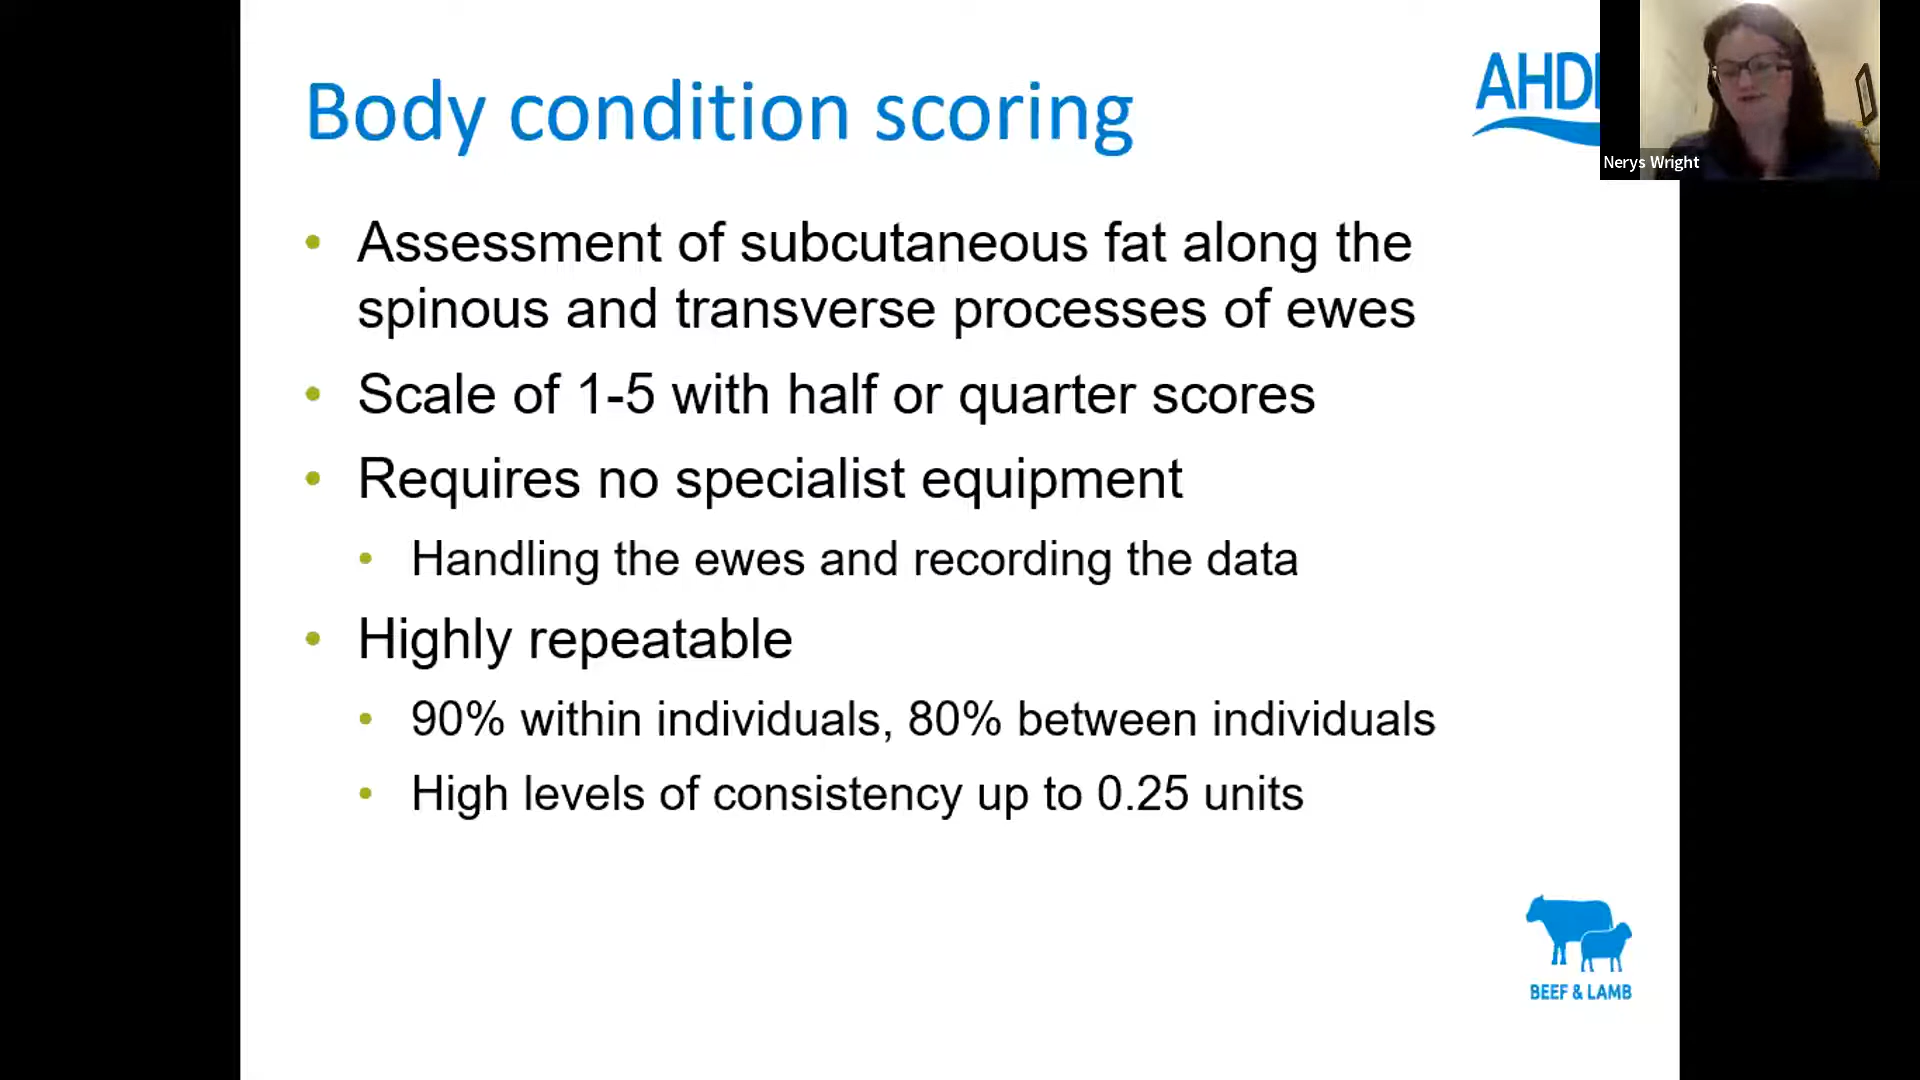 Body condition scoring
AHD
Nerys Wright
• Assessment of subcutaneous fat along the
spinous and transverse processes of ewes
• Scale of 1-5 with half or quarter scores
• Requires no specialist equipment
• Handling the ewes and recording the data
• Highly repeatable
• 90% within individuals, 80% between individuals
• High levels of consistency up to 0.25 units
BEEF & LAMB